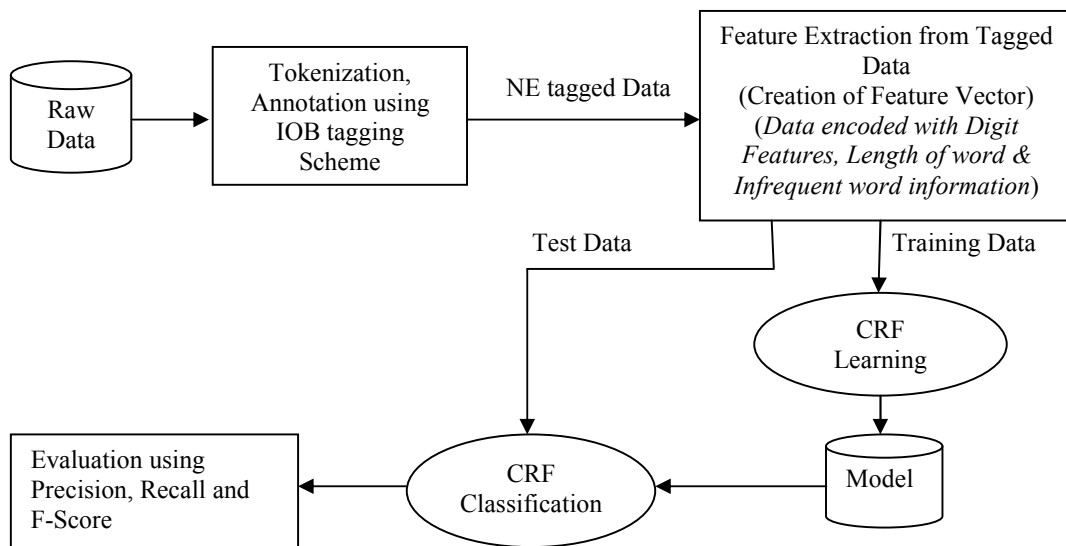 Raw
Data
Tokenization,
Annotation using
IOB tagging
Scheme
NE tagged Data
Feature Extraction from Tagged
Data
(Creation of Feature Vector)
(Data encoded with Digit
Features, Length of word &
Infrequent word information)
Test Data
Training Data
CRF
Learning
Model
CRF
Classification
Evaluation using
Precision, Recall and
F-Score